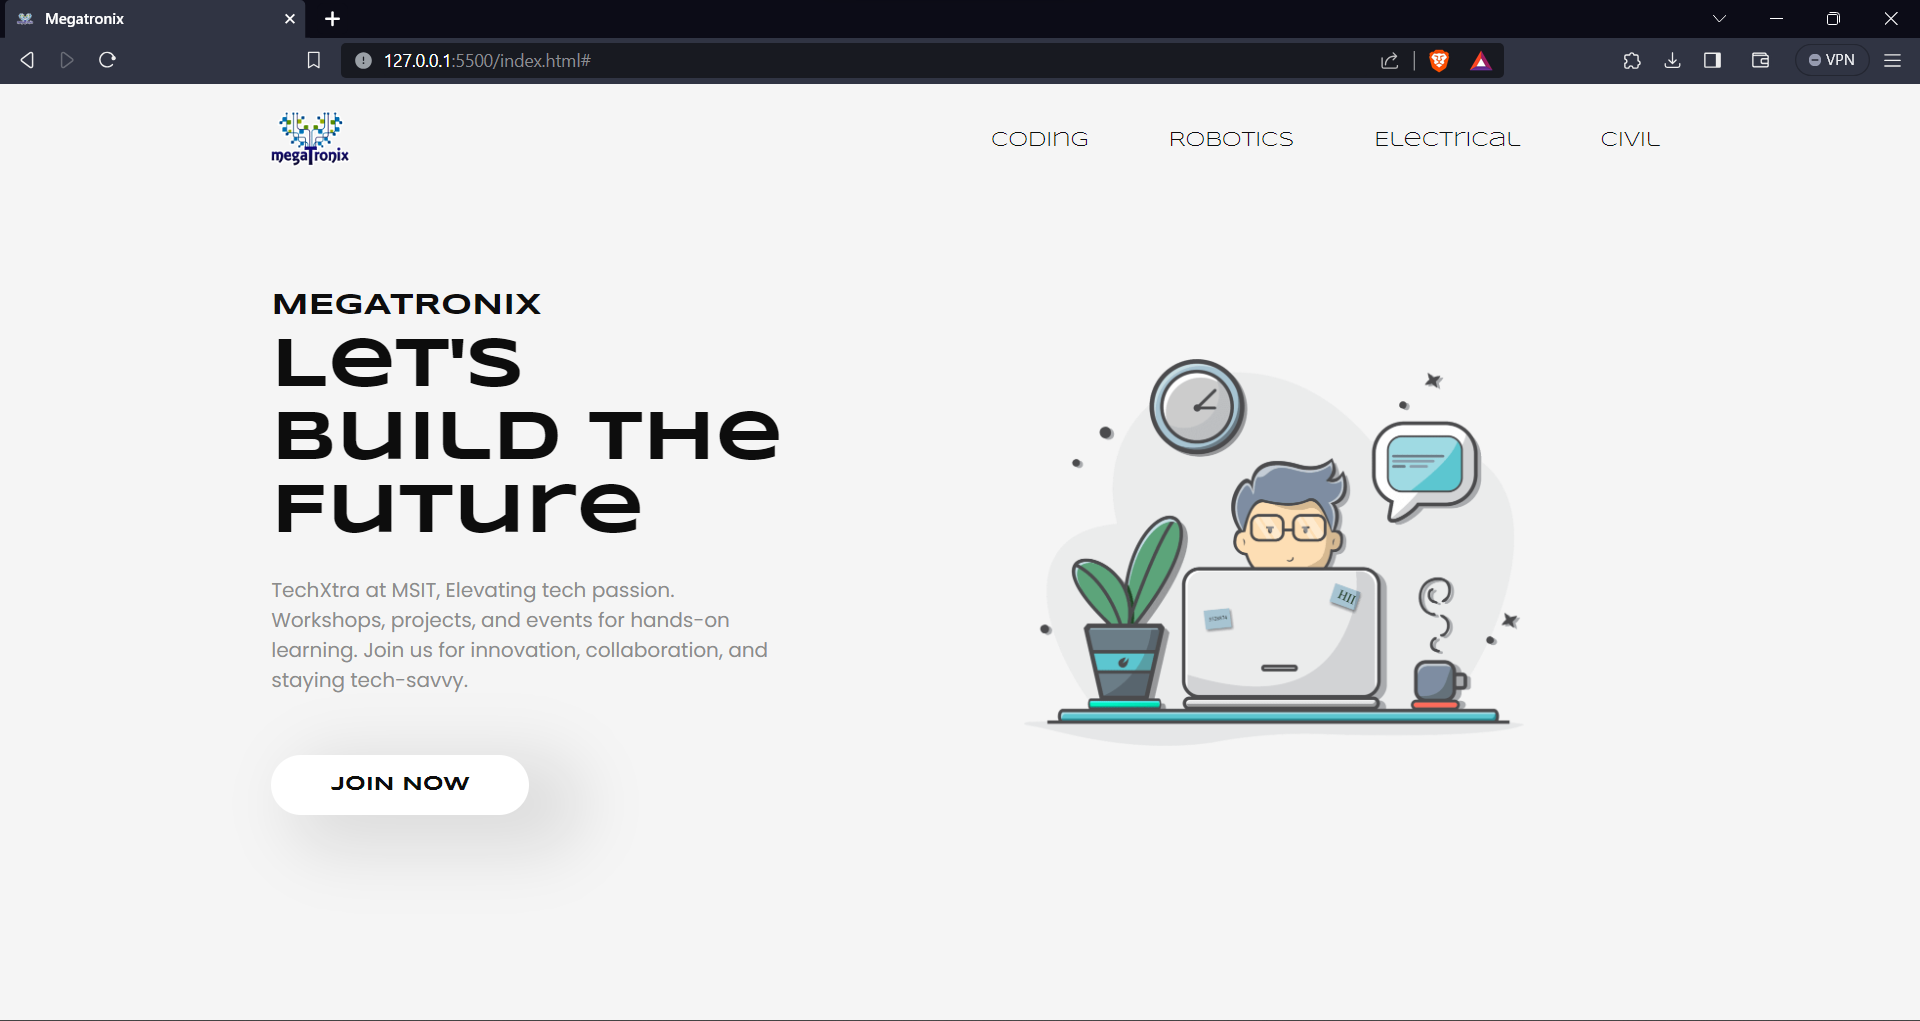 Megatronix
127.0.0.1:5500/index.html#
VPN
megaTronix
CODING
ROBOTICS
Electrical
CIVIL
MEGATRONIX
Let's
Build the
Future
TechXtra at MSIT, Elevating tech passion.
Workshops, projects, and events for hands-on
learning. Join us for innovation, collaboration, and
staying tech-savvy.
HII
JOIN NOW